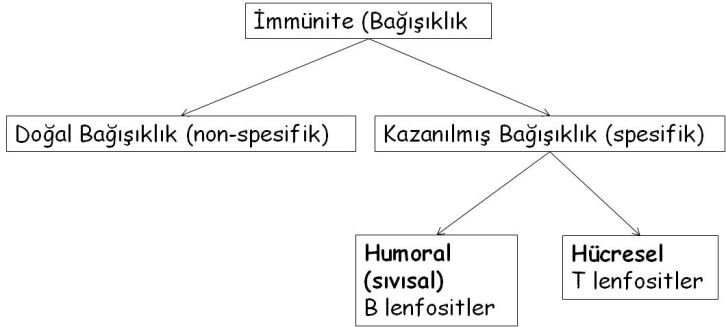 İmmünite (Bağışıklık
Doğal Bağışıklık (non-spesifik)
Kazanılmış Bağışıklık (spesifik)
Humoral
(sıvısal)
B lenfositler
Hücresel
T lenfositler